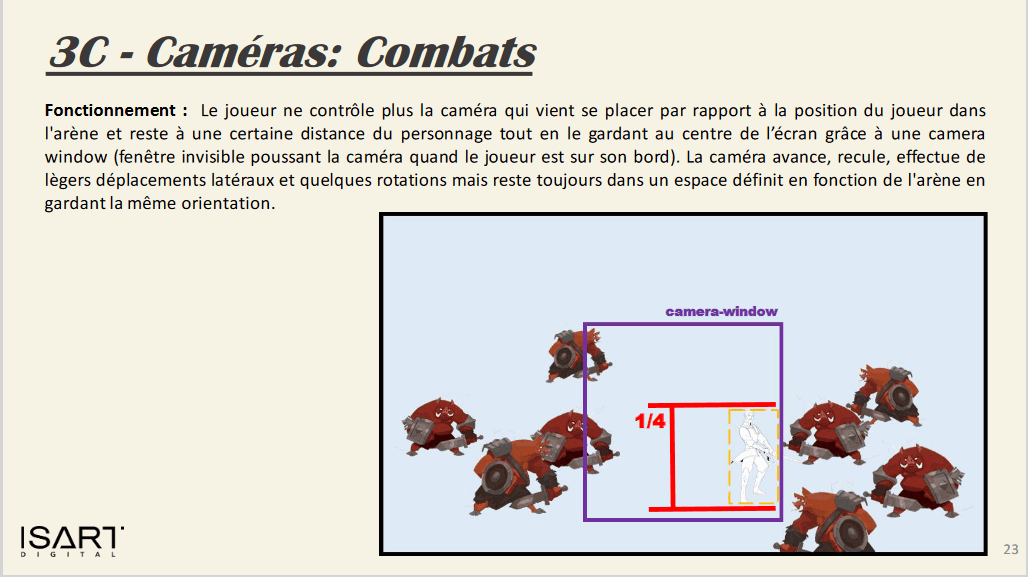 3C - Caméras: Combats
Fonctionnement : Le joueur ne contrôle plus la caméra qui vient se placer par rapport à la position du joueur dans
l'arène et reste à une certaine distance du personnage tout en le gardant au centre de l’écran grâce à une camera
window (fenêtre invisible poussant la caméra quand le joueur est sur son bord). La caméra avance, recule, effectue de
lègers déplacements latéraux et quelques rotations mais reste toujours dans un espace définit en fonction de l'arène en
gardant la même orientation.
camera-window
1/4
ISART
DIGITAL
23